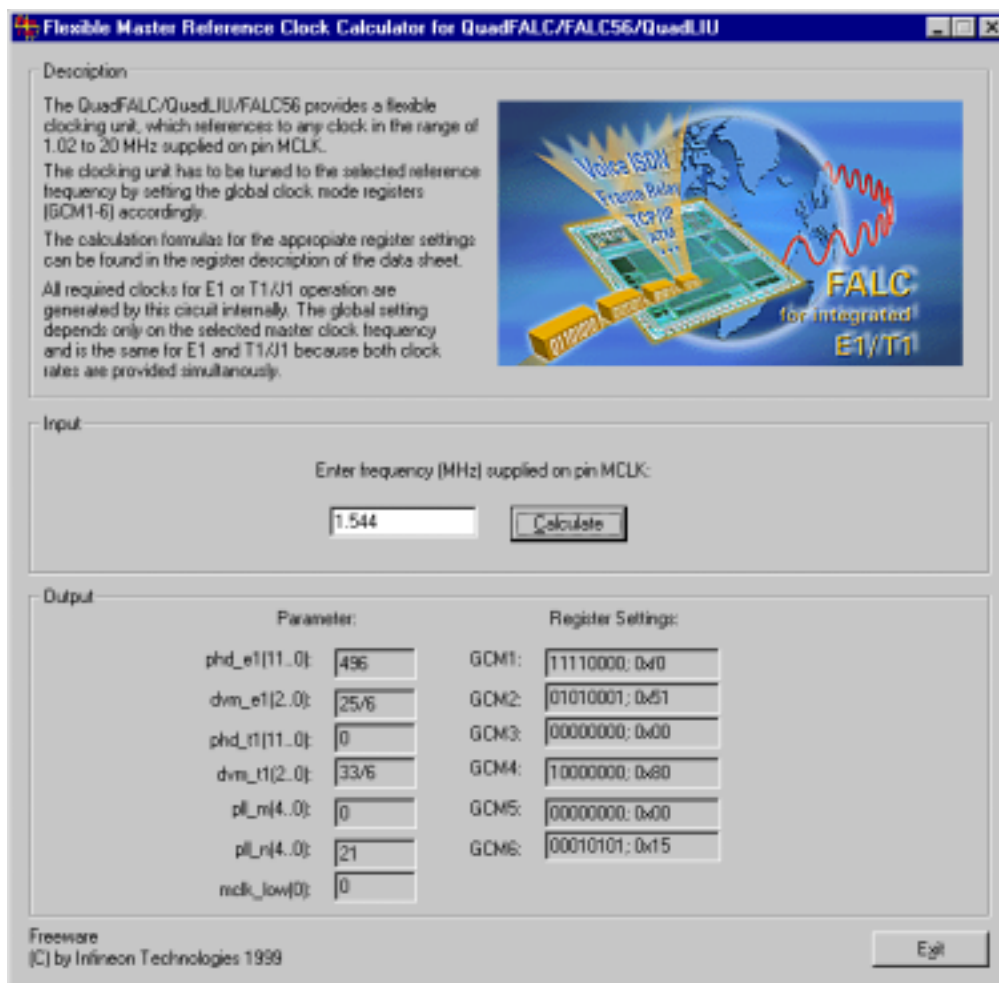 Flexible Master Reference Clock Calculator for QuadFALC/FALC56/QuadLIU
Description
The QuadFALC/QuadLIU/FALC56 provides a flexible
clocking unit, which references to any clock in the range of
1.02 to 20 MHz supplied on pin MCLK.
The clocking unit has to be tuned to the selected reference
frequency by setting the global clock mode registers
(GCM1-6) accordingly.
The calculation formulas for the appropiate register settings
can be found in the register description of the data sheet.
All required clocks for E1 or T1/J1 operation are
generated by this circuit internally. The global setting
depends only on the selected master clock frequency
and is the same for E1 and T1/J1 because both clock
rates are provided simultanously.
Voice ISDN
Frame Relay
TCP/IP
ATM
...
0110100
FALC
for integrated
E1/T1
Input
Enter frequency (MHz) supplied on pin MCLK:
1.544
Calculate
Output
Parameter:
Register Settings:
phd_e1(11..0): 496
GCM1: 11110000; 0xf0
dvm_e1(2..0): 25/6
GCM2: 01010001; 0x51
phd_t1(11..0): 0
GCM3: 00000000; 0x00
dvm_t1(2..0): 33/6
GCM4: 10000000; 0x80
pll_m(4..0): 0
GCM5: 00000000; 0x00
pll_n(4..0): 21
GCM6: 00010101; 0x15
mclk_low(0): 0
Freeware
(C) by Infineon Technologies 1999
Exit